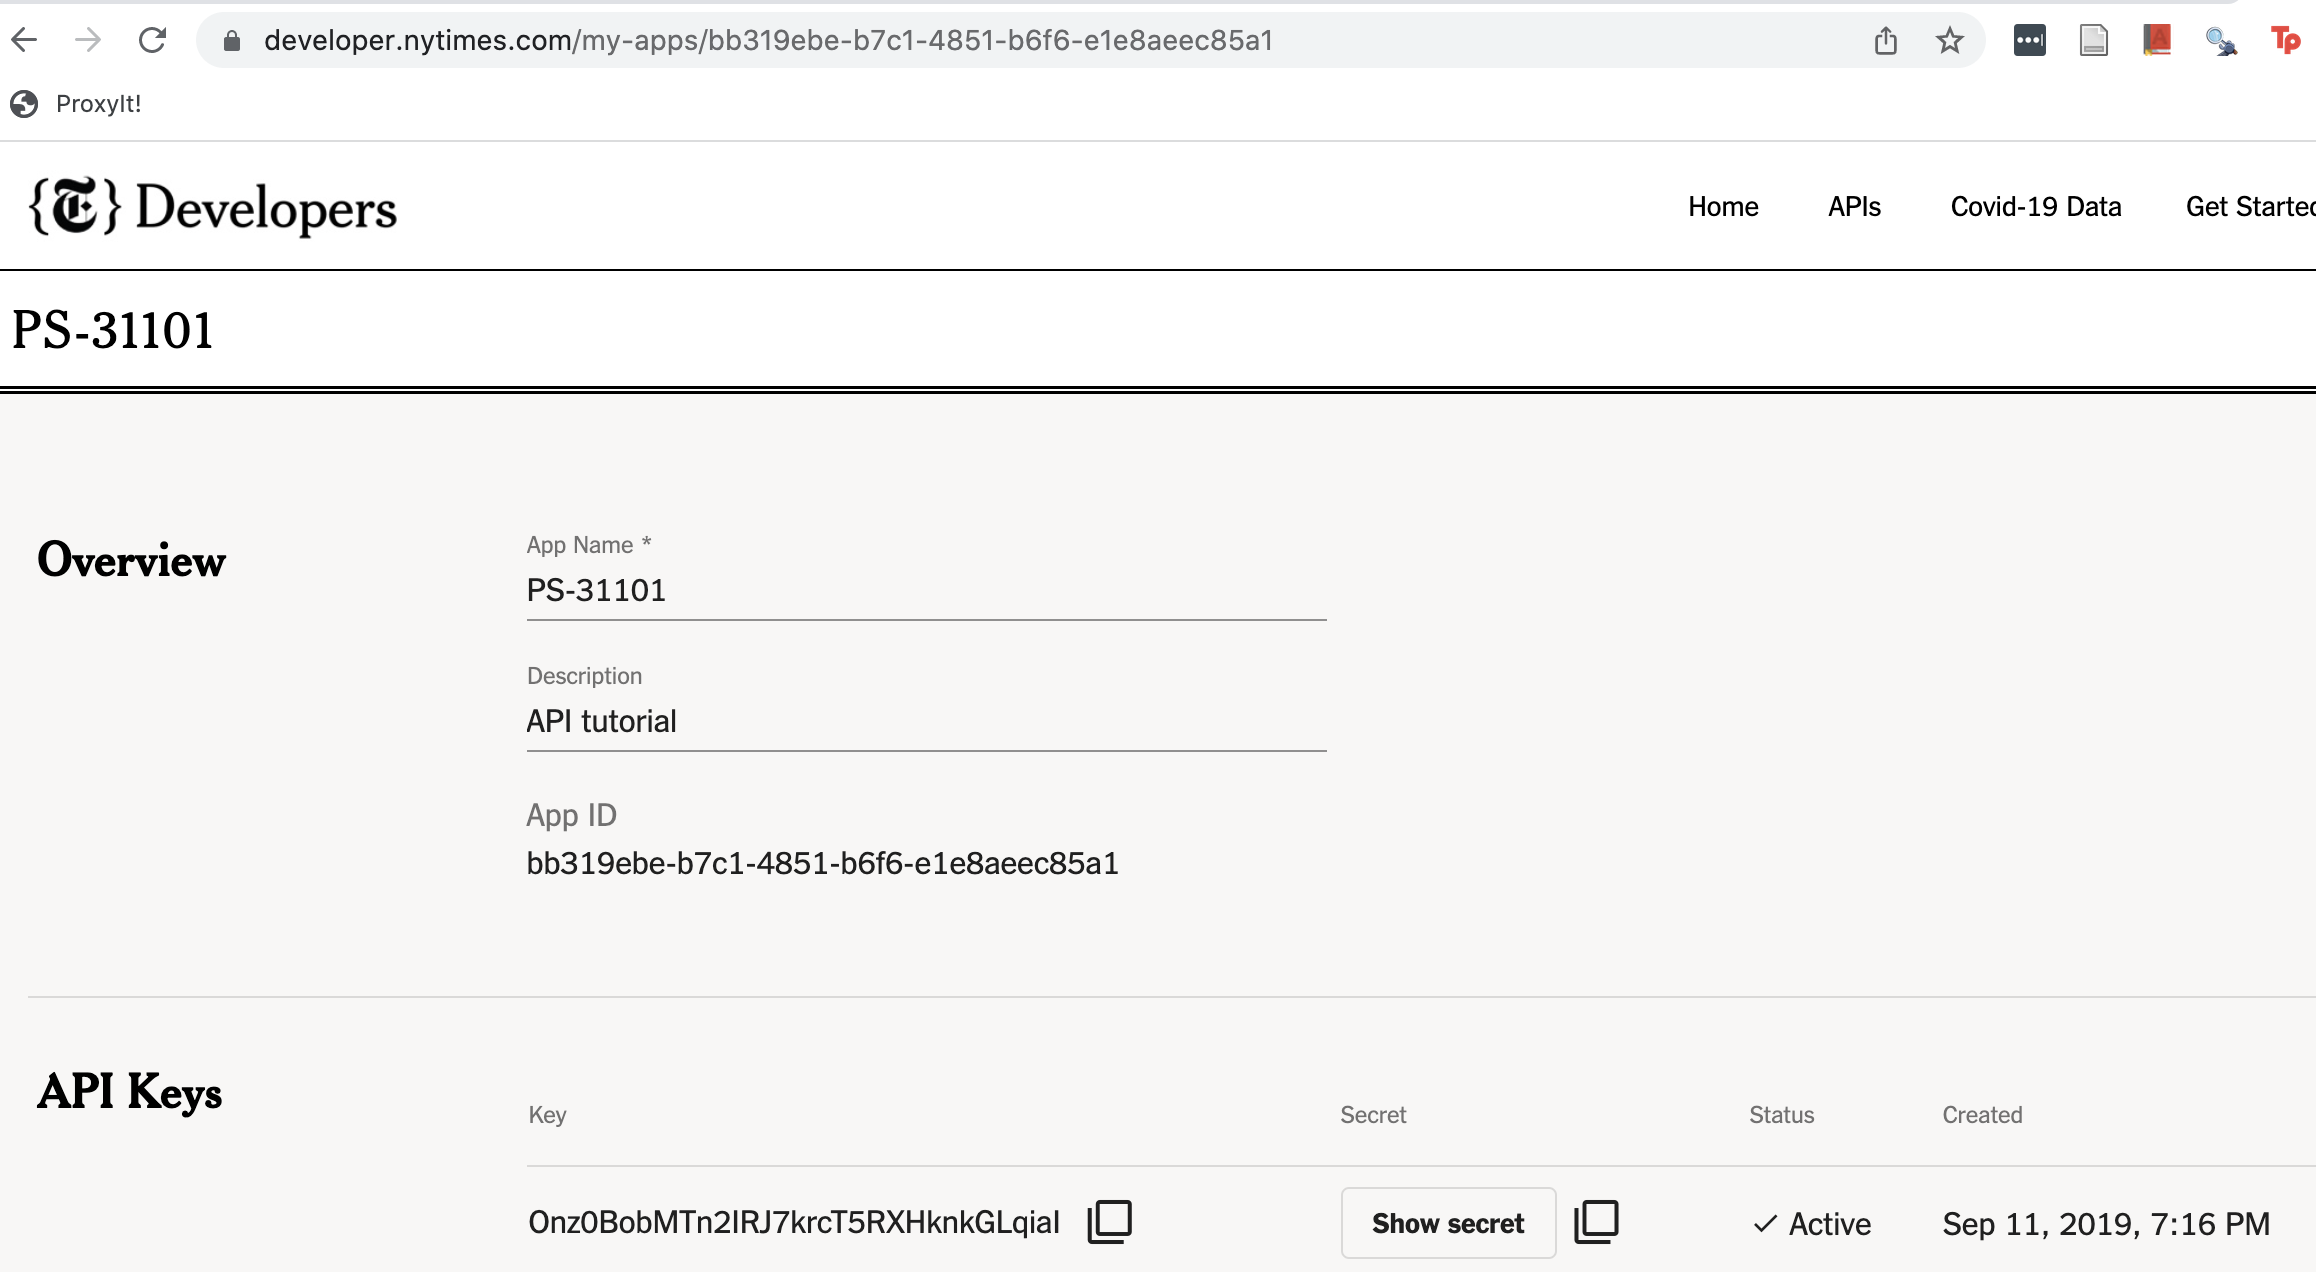 developer.nytimes.com/my-apps/bb319ebe-b7c1-4851-b6f6-e1e8aeec85a1
ProxyIt!
{T} Developers
Home APIs Covid-19 Data Get Started
PS-31101
Overview
App Name *
PS-31101
Description
API tutorial
App ID
bb319ebe-b7c1-4851-b6f6-e1e8aeec85a1
API Keys
Key Secret Status Created
Onz0BobMTn2IRJ7krcT5RXHknkGLqial Show secret Active Sep 11, 2019, 7:16 PM